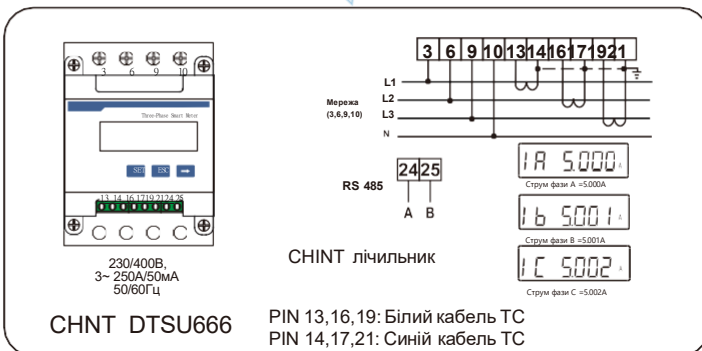 3 6 9 10
Three-Phase Smart Meter
SET ESC →
13 14 16 17 19 21 24 25
230/400В,
3~ 250А/50мА
50/60Гц
CHNT DTSU666
3 6 9 10 13 14 16 17 19 21
L1
L2
L3
N
Мережа
(3,6,9,10)
RS 485
24 25
A B
CHINT лічильник
IA 5.000 A
Струм фази А =5.000A
Ib 5.001 A
Струм фази В =5.001A
IC 5.002 A
Струм фази С =5.002A
PIN 13,16,19: Білий кабель ТС
PIN 14,17,21: Синій кабель ТС